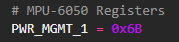 # MPU-6050 Registers
PWR_MGMT_1 = 0x6B